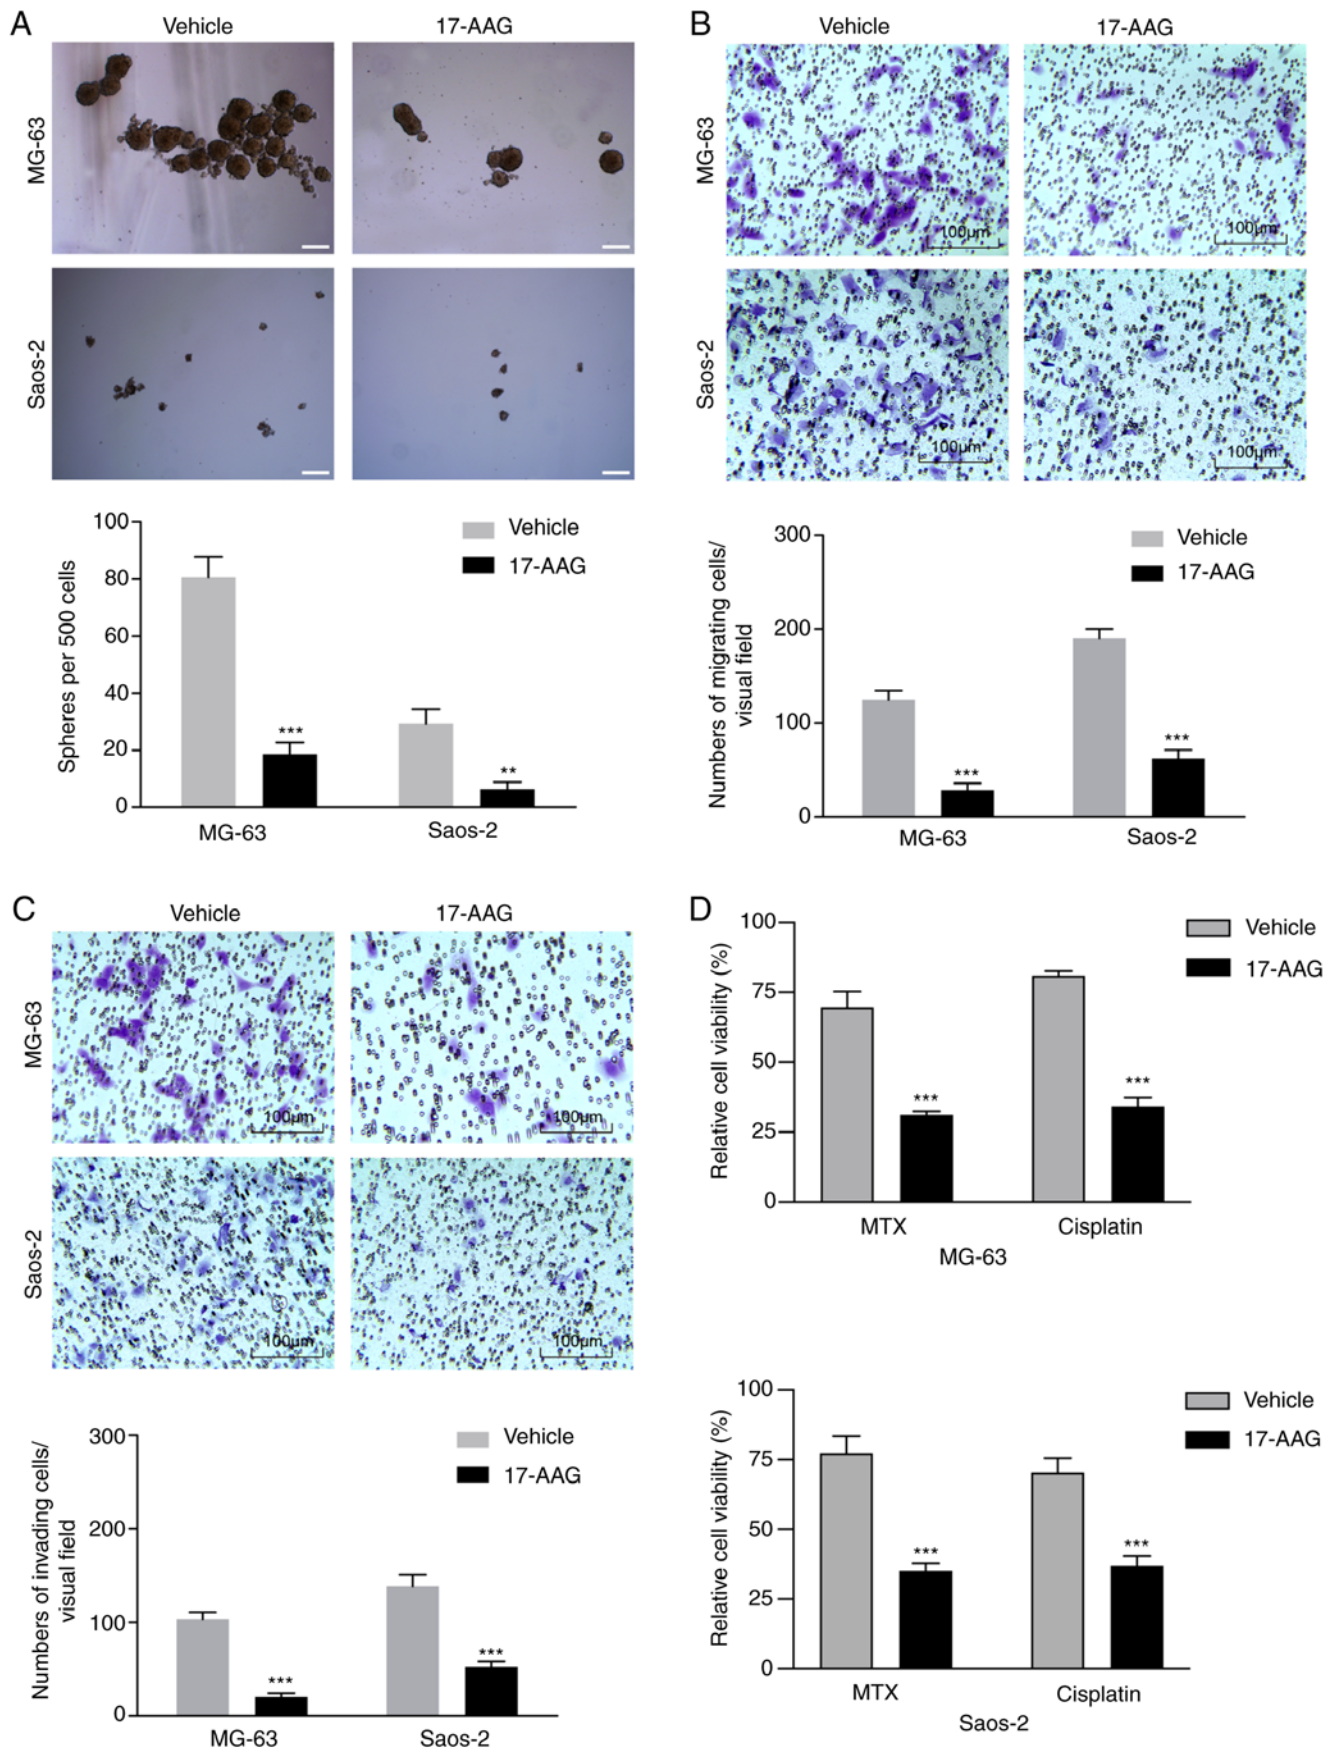 A
Vehicle
17-AAG
MG-63
Saos-2
Spheres per 500 cells
100
80
60
40
20
0
Vehicle
17-AAG
***
**
MG-63
Saos-2
B
Vehicle
17-AAG
MG-63
100µm
100µm
Saos-2
100µm
100µm
Numbers of migrating cells/
visual field
300
200
100
0
Vehicle
17-AAG
***
***
MG-63
Saos-2
C
Vehicle
17-AAG
MG-63
100µm
100µm
Saos-2
100µm
100µm
Numbers of invading cells/
visual field
300
200
100
0
Vehicle
17-AAG
***
***
MG-63
Saos-2
D
Relative cell viability (%)
100
75
50
25
0
Vehicle
17-AAG
***
***
MTX
Cisplatin
MG-63
Relative cell viability (%)
100
75
50
25
0
Vehicle
17-AAG
***
***
MTX
Cisplatin
Saos-2